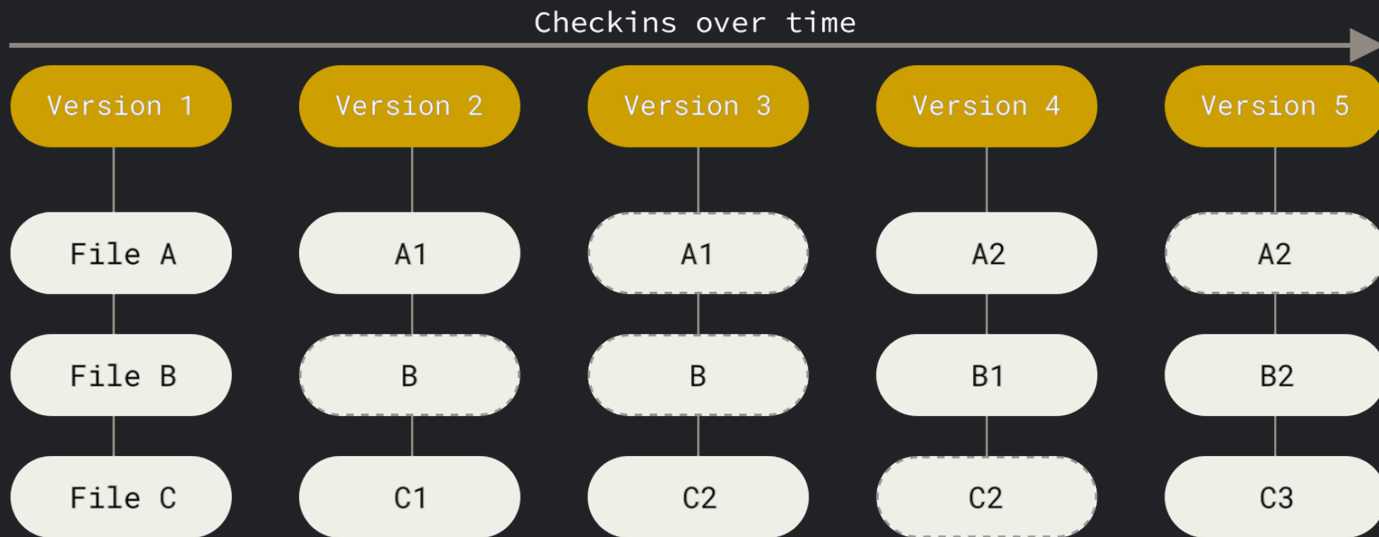 Checkins over time
Version 1 Version 2 Version 3 Version 4 Version 5
File A A1 A1 A2 A2
File B B B B1 B2
File C C1 C2 C2 C3